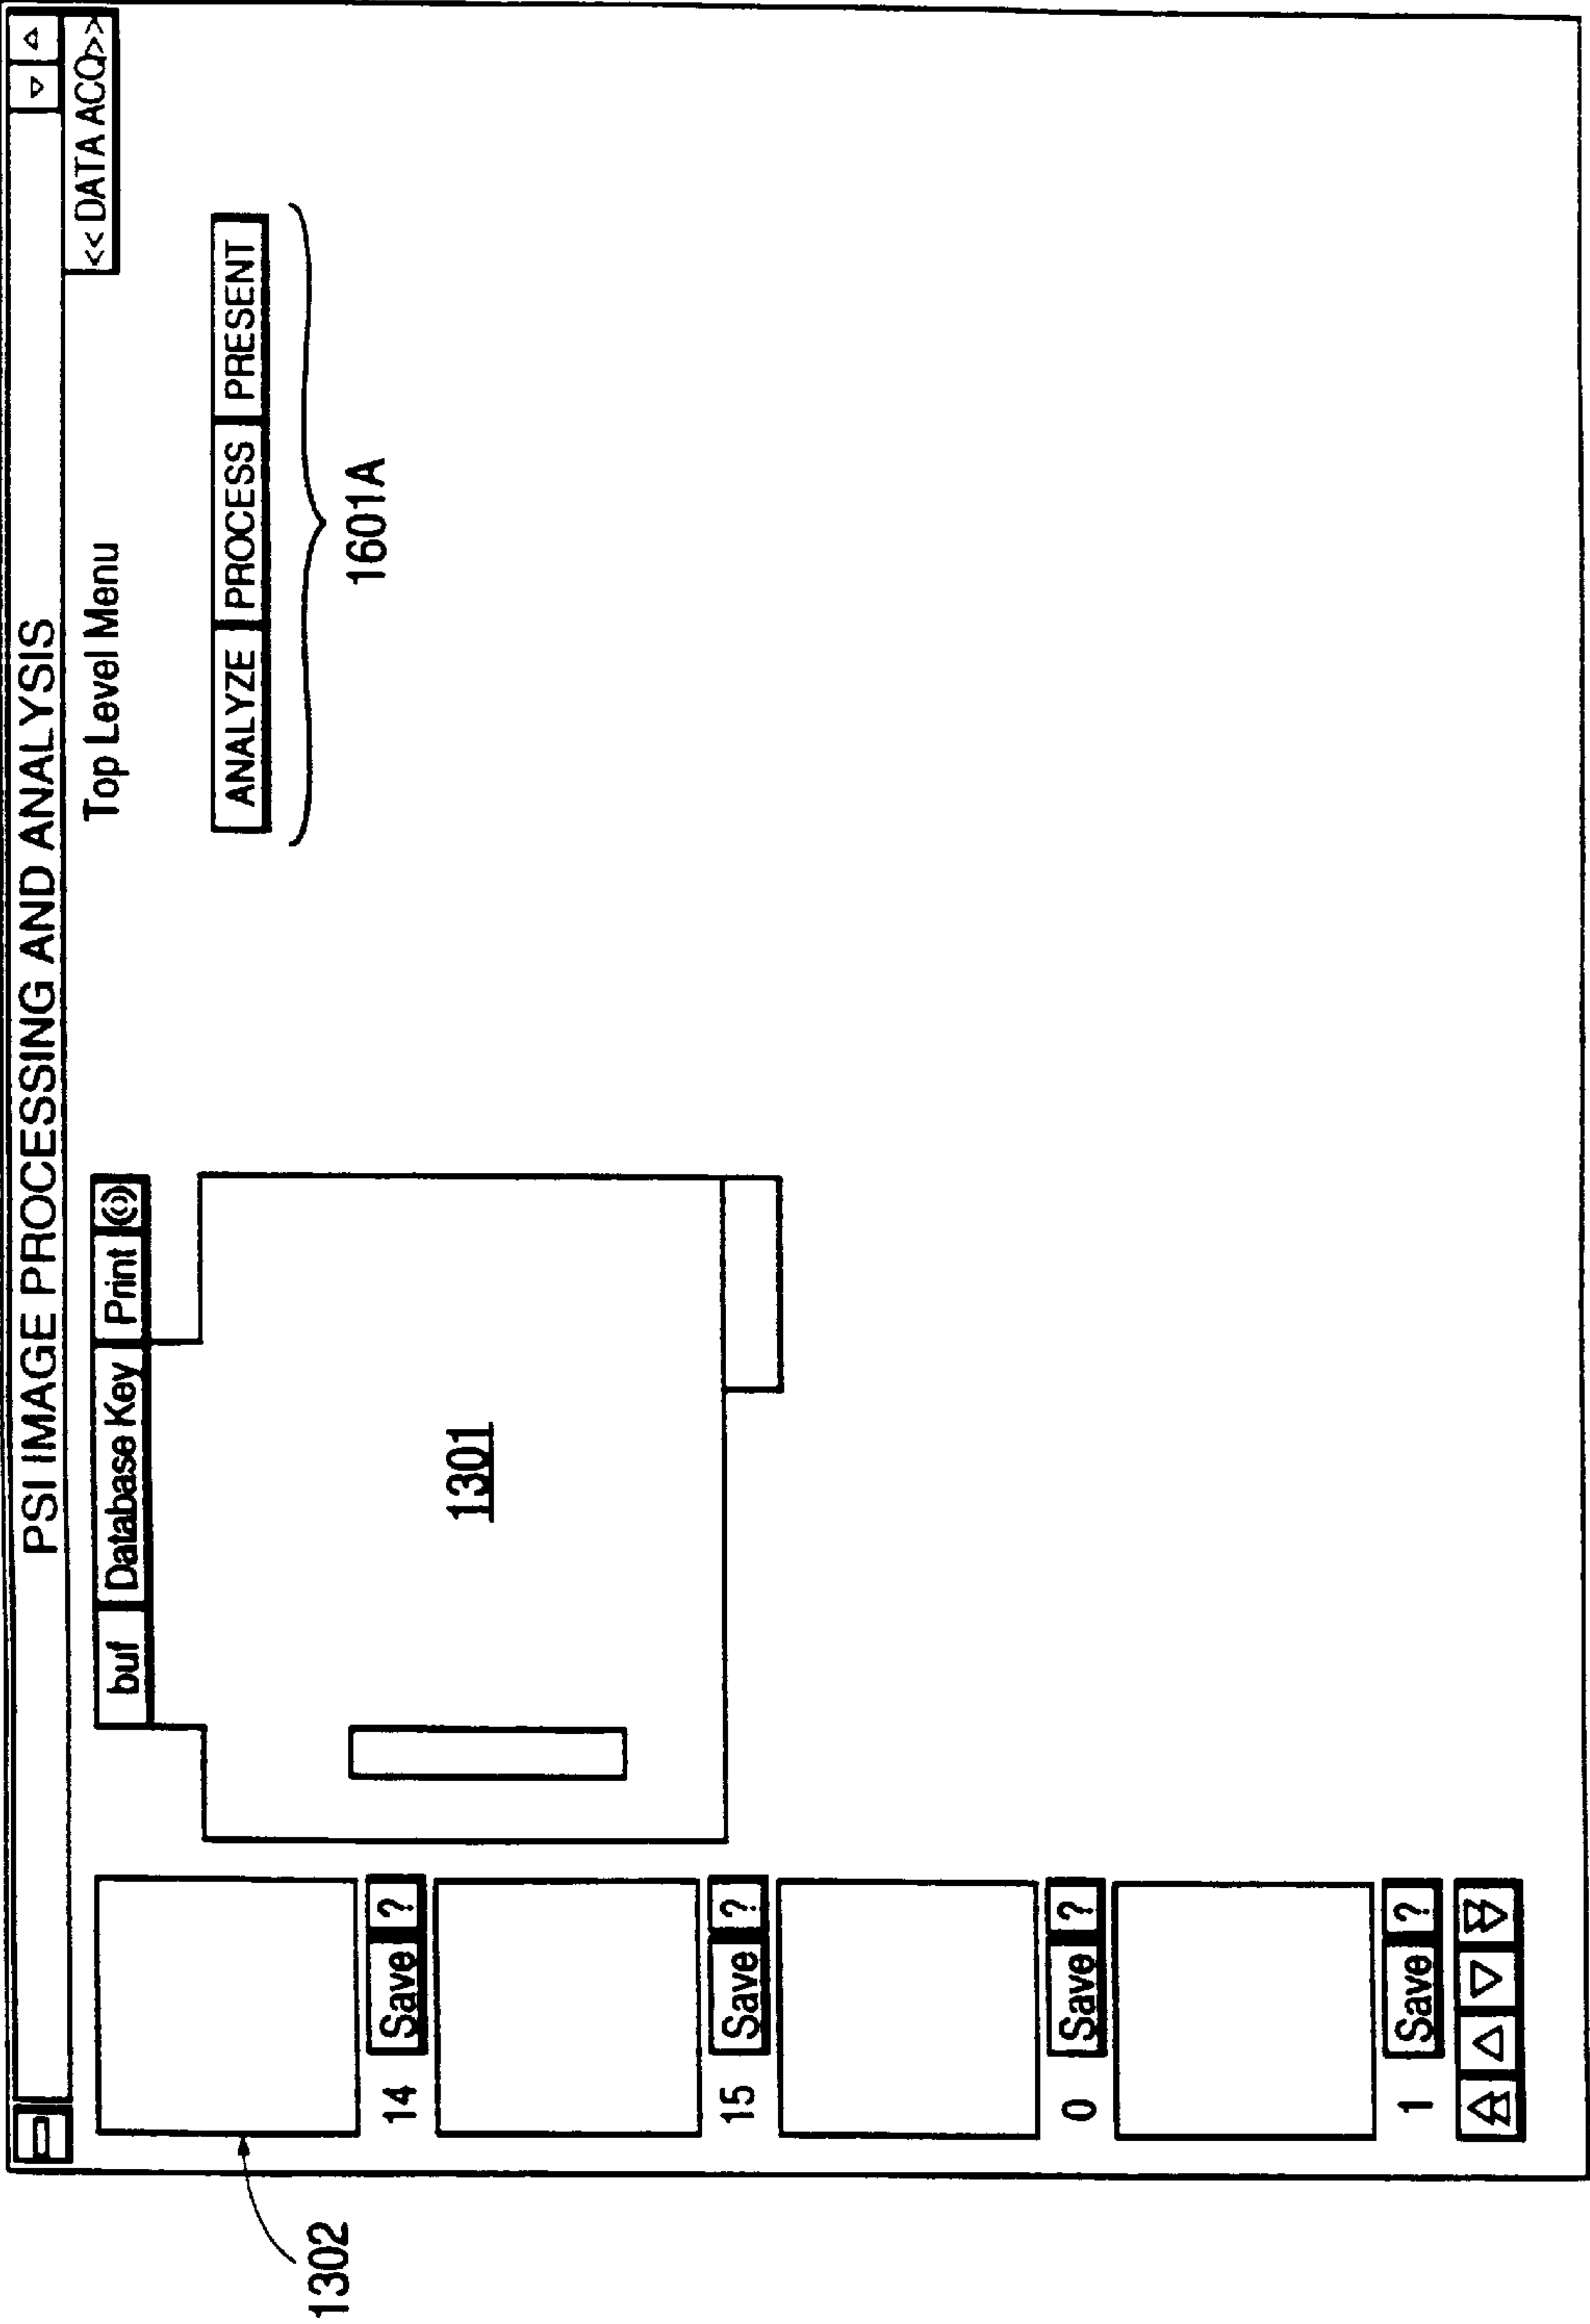 PSI IMAGE PROCESSING AND ANALYSIS
<< DATA ACQ>>
Top Level Menu
buf Database Key Print
ANALYZE PROCESS PRESENT
1601A
1302
1301
14 Save ?
15 Save ?
0 Save ?
1 Save ?